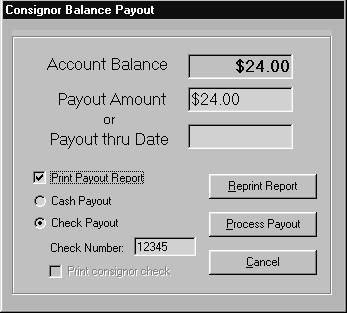 Consignor Balance Payout
Account Balance $24.00
Payout Amount $24.00
or
Payout thru Date
Print Payout Report
Reprint Report
Cash Payout
Check Payout
Process Payout
Check Number: 12345
Cancel
Print consignor check